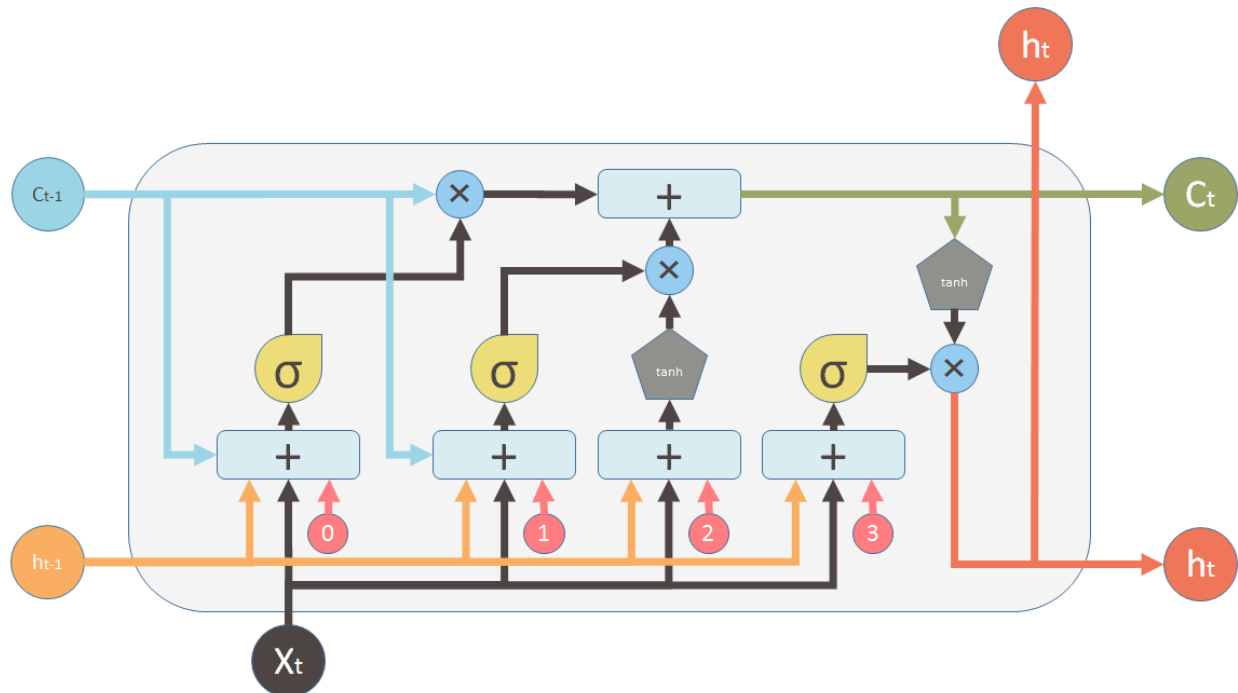 ht
Ct-1
×
+
Ct
×
tanh
σ
σ
tanh
σ
×
+
+
+
+
0
1
2
3
ht-1
ht
Xt